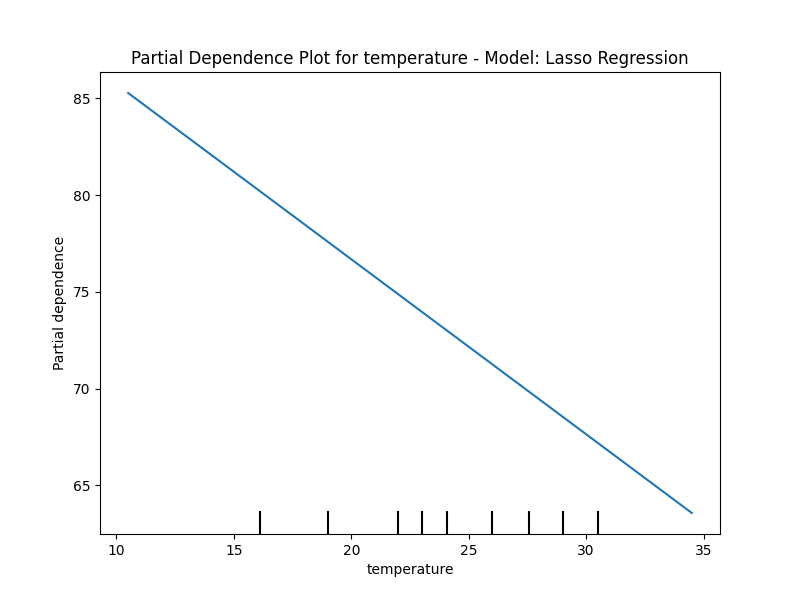 Partial Dependence Plot for temperature - Model: Lasso Regression
85
80
75
70
65
Partial dependence
10 15 20 25 30 35
temperature